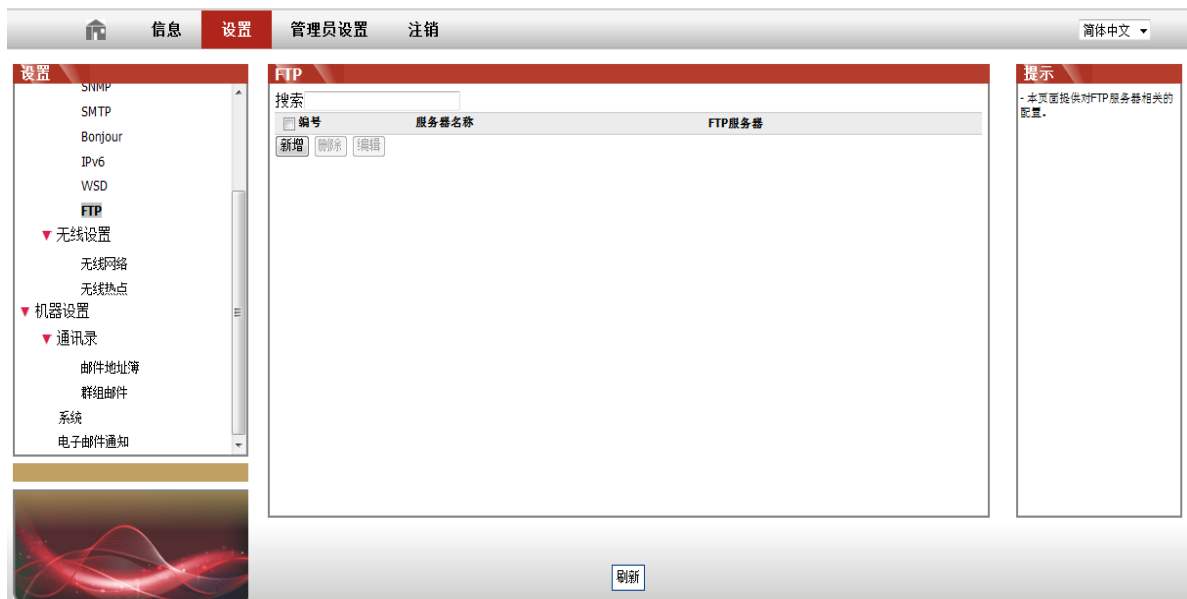 信息 设置 管理员设置 注销 简体中文
设置
SNMP
SMTP
Bonjour
IPv6
WSD
FTP
无线设置
无线网络
无线热点
机器设置
通讯录
邮件地址簿
群组邮件
系统
电子邮件通知
FTP
搜索
编号 服务器名称 FTP服务器
新增 删除 编辑
提示
- 本页面提供对FTP服务器相关的
配置。
刷新